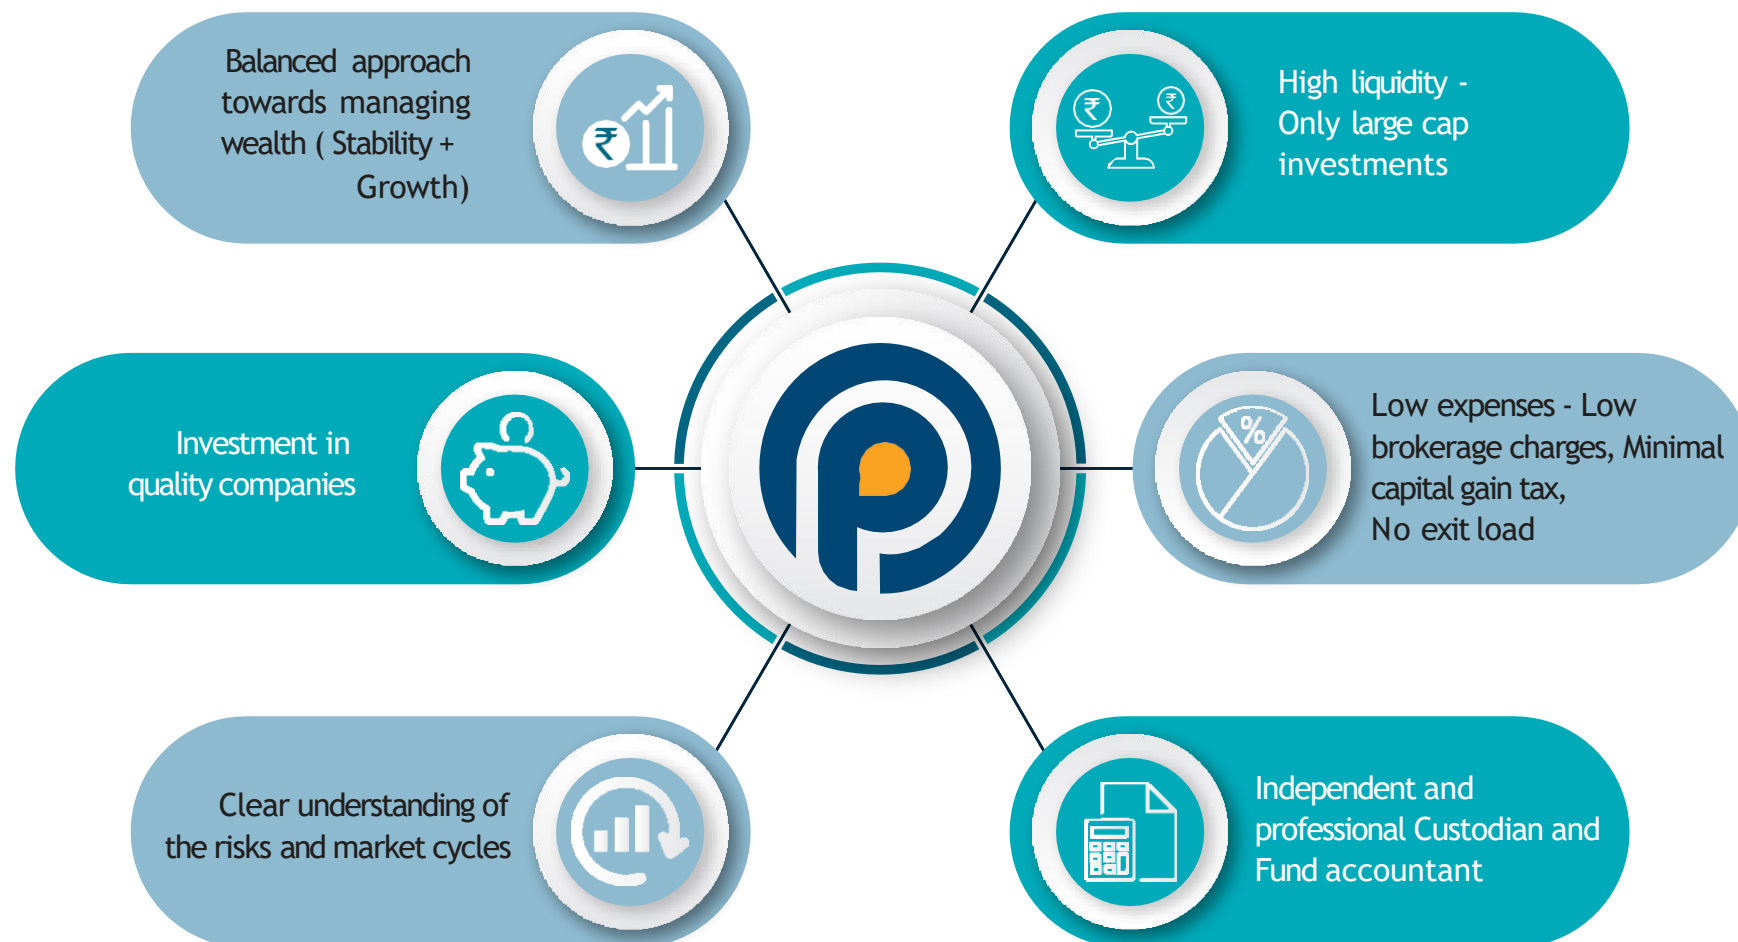 Balanced approach
towards managing
wealth ( Stability +
Growth)
₹
High liquidity -
Only large cap
investments
₹ ₹
Investment in
quality companies
Low expenses - Low
brokerage charges, Minimal
capital gain tax,
No exit load
%
Clear understanding of
the risks and market cycles
Independent and
professional Custodian and
Fund accountant